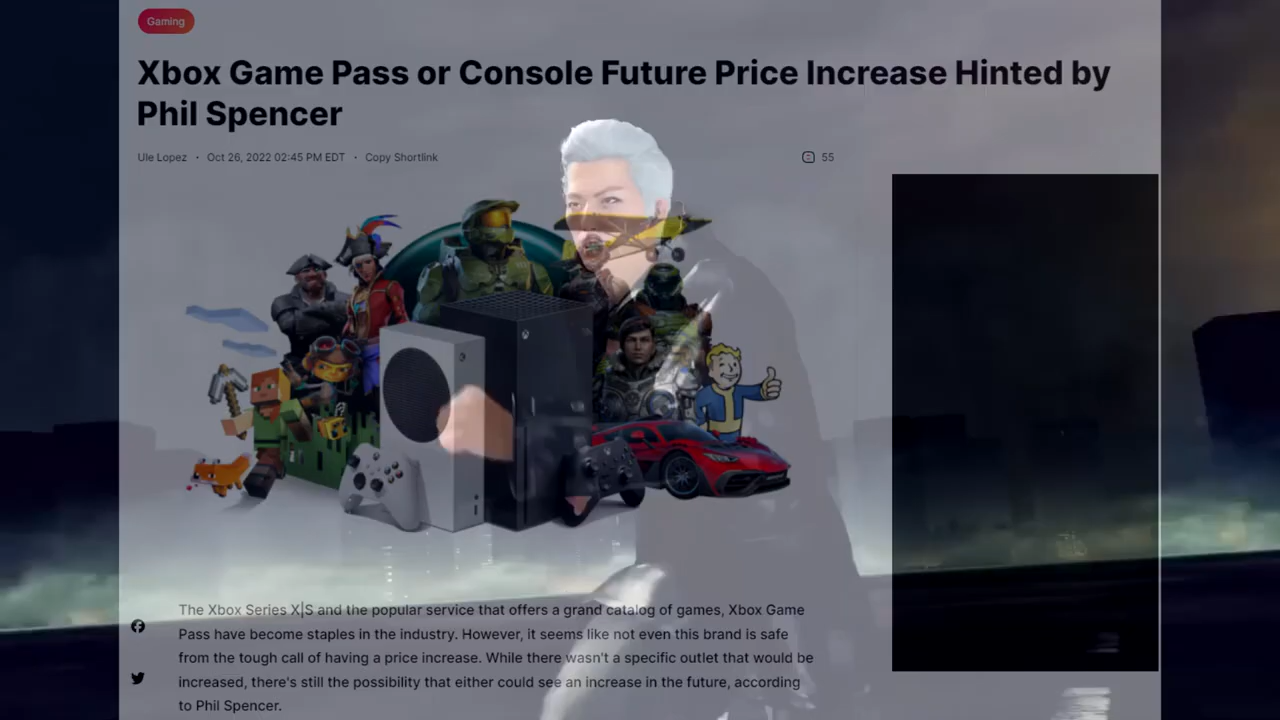 Gaming
Xbox Game Pass or Console Future Price Increase Hinted by
Phil Spencer
Ule Lopez • Oct 26, 2022 02:45 PM EDT • Copy Shortlink
55
The Xbox Series X|S and the popular service that offers a grand catalog of games, Xbox Game
Pass have become staples in the industry. However, it seems like not even this brand is safe
from the tough call of having a price increase. While there wasn't a specific outlet that would be
increased, there's still the possibility that either could see an increase in the future, according
to Phil Spencer.